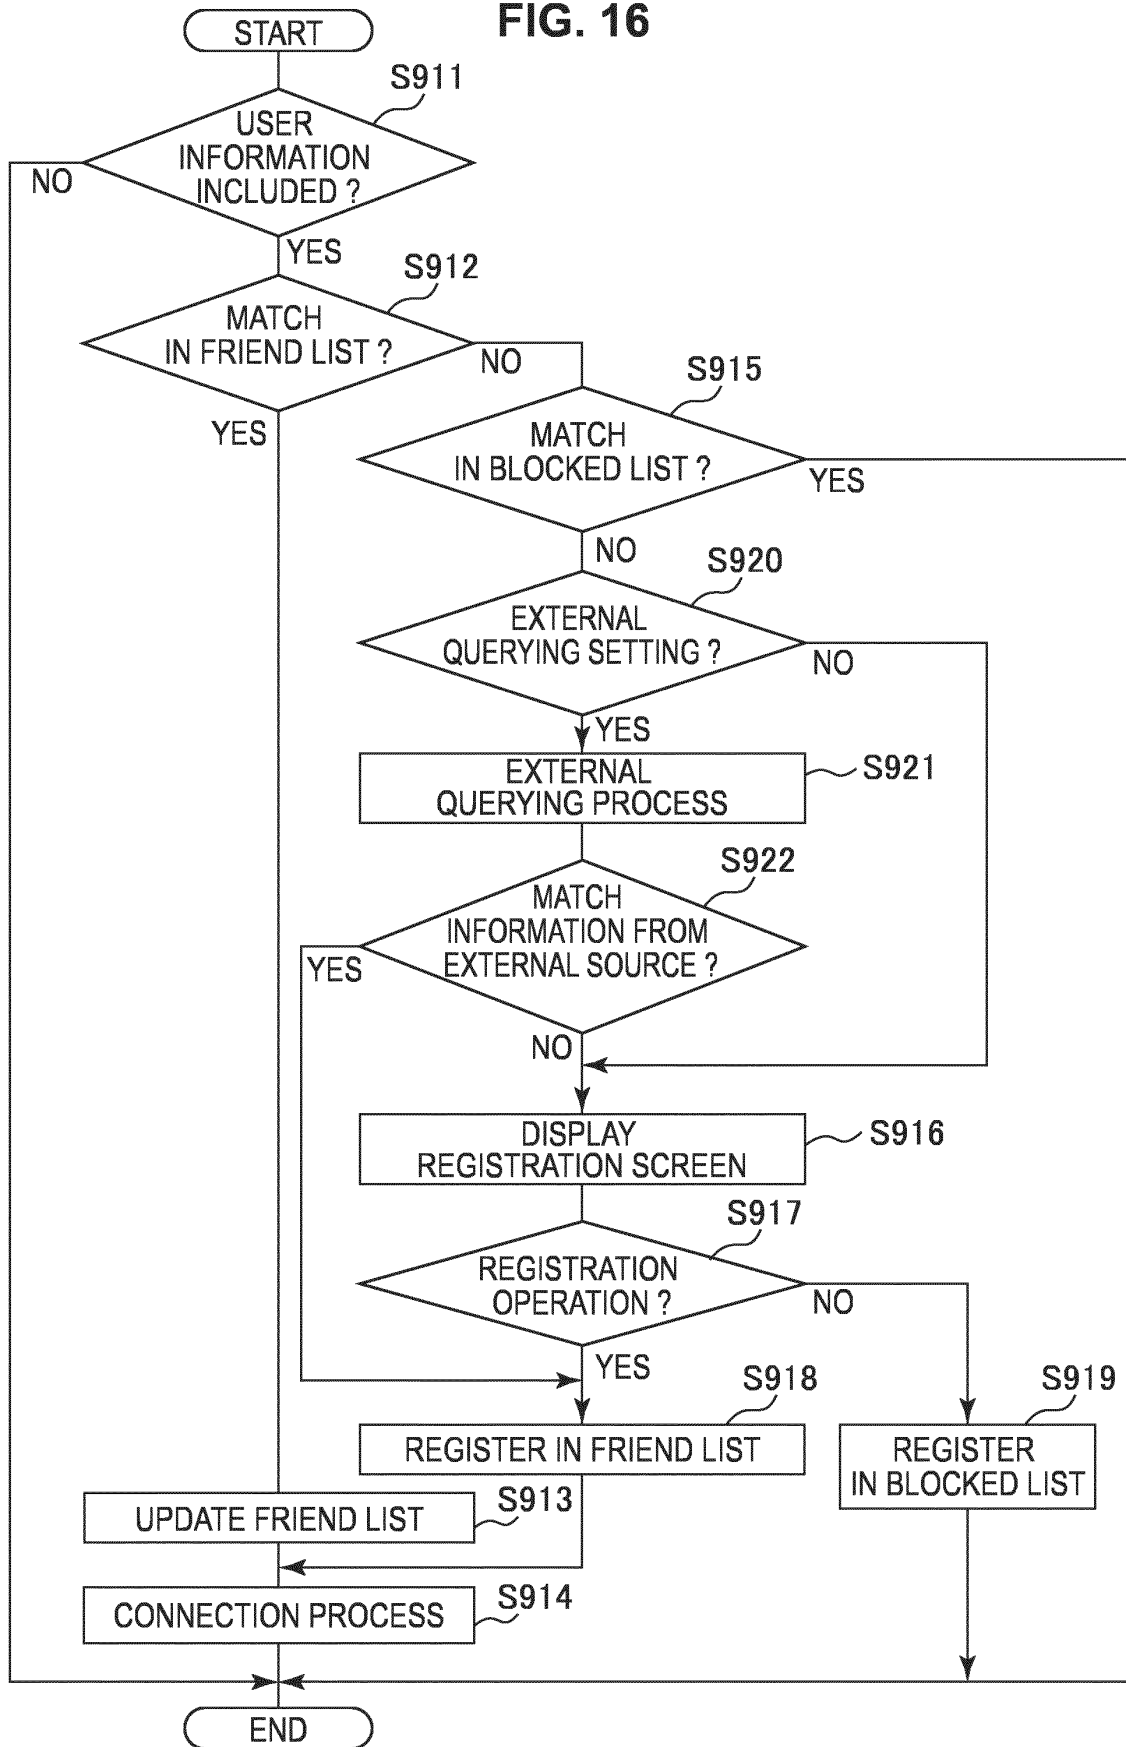 FIG. 16
START
S911
USER
INFORMATION
INCLUDED ?
NO
YES
S912
MATCH
IN FRIEND LIST ?
NO
YES
S915
MATCH
IN BLOCKED LIST ?
YES
NO
S920
EXTERNAL
QUERYING SETTING ?
NO
YES
EXTERNAL
QUERYING PROCESS
S921
S922
MATCH
INFORMATION FROM
EXTERNAL SOURCE ?
YES
NO
DISPLAY
REGISTRATION SCREEN
S916
S917
REGISTRATION
OPERATION ?
NO
YES
S918
REGISTER IN FRIEND LIST
S919
REGISTER
IN BLOCKED LIST
UPDATE FRIEND LIST
S913
CONNECTION PROCESS
S914
END